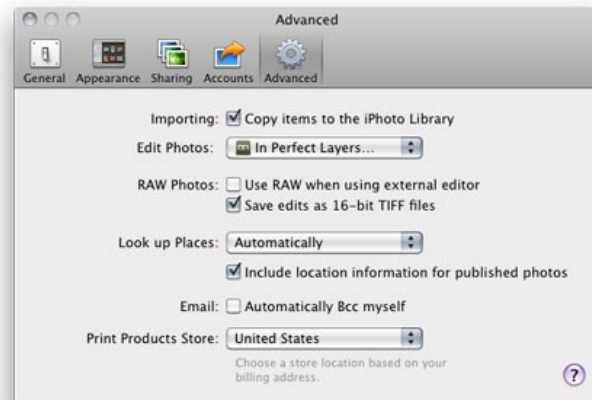 Advanced
General Appearance Sharing Accounts Advanced
Importing: Copy items to the iPhoto Library
Edit Photos: In Perfect Layers...
RAW Photos: Use RAW when using external editor
Save edits as 16-bit TIFF files
Look up Places: Automatically
Include location information for published photos
Email: Automatically Bcc myself
Print Products Store: United States
Choose a store location based on your
billing address.
?